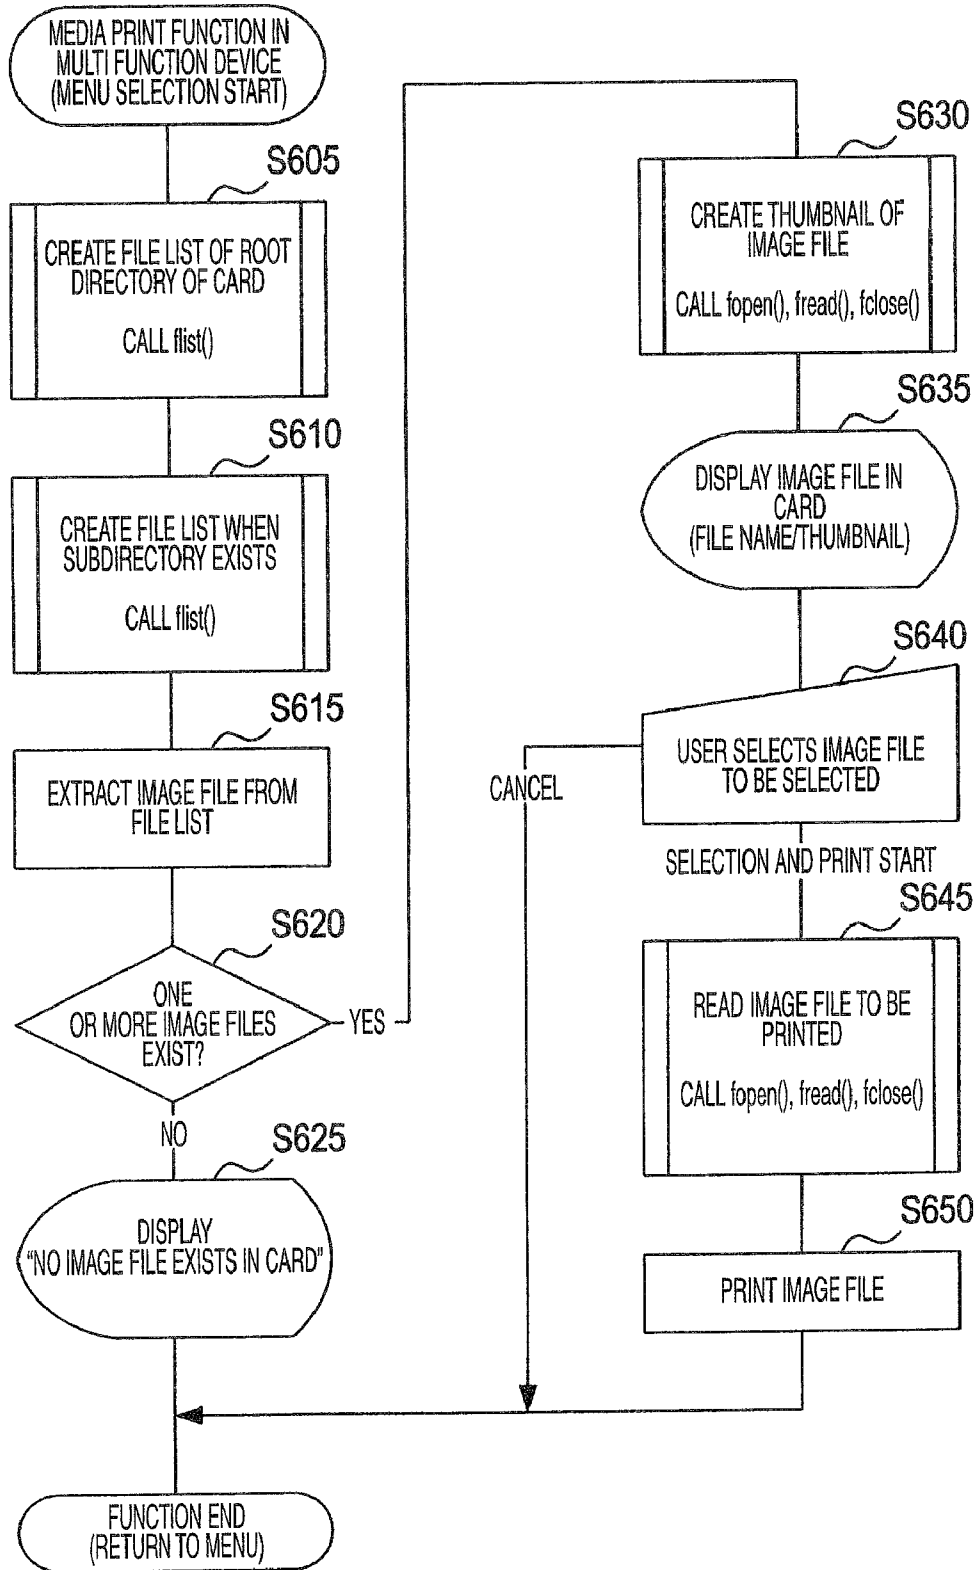 MEDIA PRINT FUNCTION IN
MULTI FUNCTION DEVICE
(MENU SELECTION START)
S605
CREATE FILE LIST OF ROOT
DIRECTORY OF CARD
CALL flist()
S610
CREATE FILE LIST WHEN
SUBDIRECTORY EXISTS
CALL flist()
S615
EXTRACT IMAGE FILE FROM
FILE LIST
S620
ONE
OR MORE IMAGE FILES
EXIST?
YES
NO
S625
DISPLAY
“NO IMAGE FILE EXISTS IN CARD”
S630
CREATE THUMBNAIL OF
IMAGE FILE
CALL fopen(), fread(), fclose()
S635
DISPLAY IMAGE FILE IN
CARD
(FILE NAME/THUMBNAIL)
S640
USER SELECTS IMAGE FILE
TO BE SELECTED
CANCEL
SELECTION AND PRINT START
S645
READ IMAGE FILE TO BE
PRINTED
CALL fopen(), fread(), fclose()
S650
PRINT IMAGE FILE
FUNCTION END
(RETURN TO MENU)